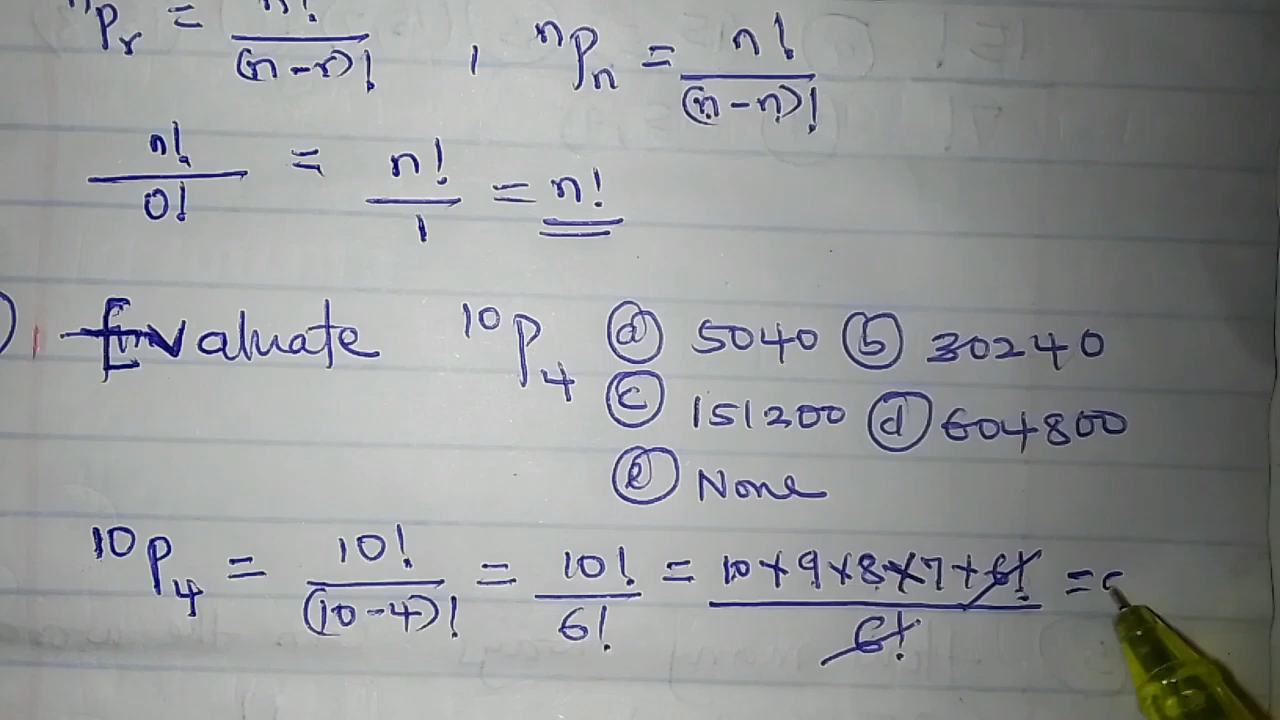 ⁿPᵣ = n!/(n-r)! , ⁿPₙ = n!/(n-n)!
n!/0! = n!/1 = n!
) Evaluate ¹⁰P₄ (a) 5040 (b) 30240
(c) 151200 (d) 604800
(e) None
¹⁰P₄ = 10!/(10-4)! = 10!/6! = 10×9×8×7×6!/6! =